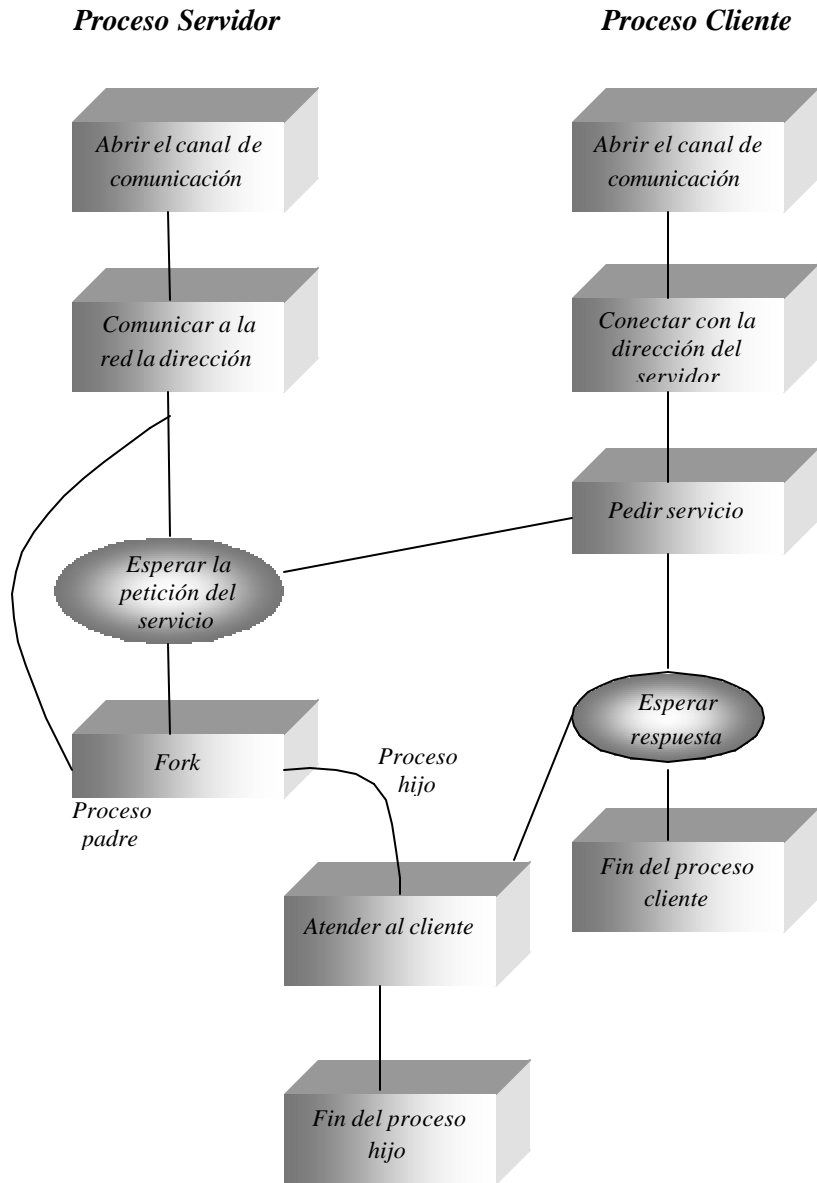 Proceso Servidor
Proceso Cliente
Abrir el canal de
comunicación
Abrir el canal de
comunicación
Comunicar a la
red la dirección
Conectar con la
dirección del
servidor
Pedir servicio
Esperar la
petición del
servicio
Esperar
respuesta
Fork
Proceso
hijo
Proceso
padre
Fin del proceso
cliente
Atender al cliente
Fin del proceso
hijo